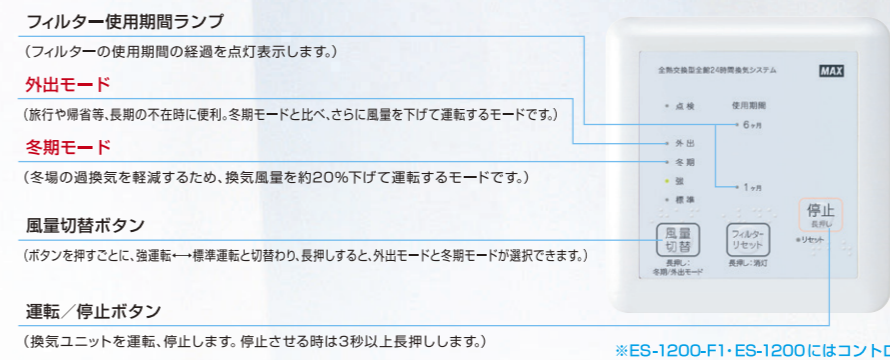 フィルター使用期間ランプ
(フィルターの使用期間の経過を点灯表示します。)
外出モード
(旅行や帰省等、長期の不在時に便利。冬期モードと比べ、さらに風量を下げて運転するモードです。)
冬期モード
(冬場の過換気を軽減するため、換気風量を約20%下げて運転するモードです。)
風量切替ボタン
(ボタンを押すごとに、強運転⟷標準運転と切替わり、長押しすると、外出モードと冬期モードが選択できます。)
運転/停止ボタン
(換気ユニットを運転、停止します。停止させる時は3秒以上長押しします。)
全熱交換型全館24時間換気システム
MAX
点検
使用期間
6ヶ月
外出
冬期
強
1ヶ月
標準
風量
切替
長押し:
冬期/外出モード
フィルター
リセット
長押し:消灯
停止
長押し
*リセット
※ES-1200-F1・ES-1200にはコントロ